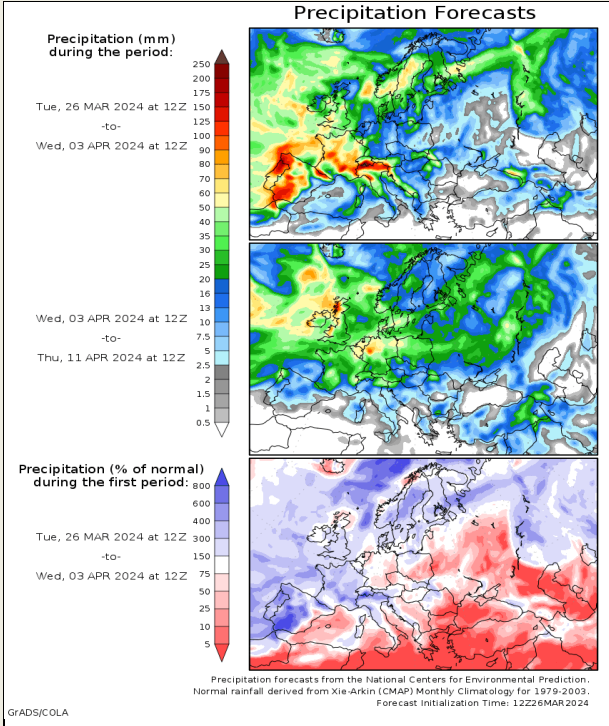 Precipitation Forecasts
Precipitation (mm)
during the period:
Tue, 26 MAR 2024 at 12Z
-to-
Wed, 03 APR 2024 at 12Z
250
200
175
150
125
100
90
80
70
60
50
40
35
30
25
20
16
13
10
7.5
5
2.5
2
1.5
1
0.5
Wed, 03 APR 2024 at 12Z
-to-
Thu, 11 APR 2024 at 12Z
Precipitation (% of normal)
during the first period:
Tue, 26 MAR 2024 at 12Z
-to-
Wed, 03 APR 2024 at 12Z
800
600
400
300
150
75
50
25
10
5
Precipitation forecasts from the National Centers for Environmental Prediction.
Normal rainfall derived from Xie-Arkin (CMAP) Monthly Climatology for 1979-2003.
Forecast Initialization Time: 12Z26MAR2024
GrADS/COLA